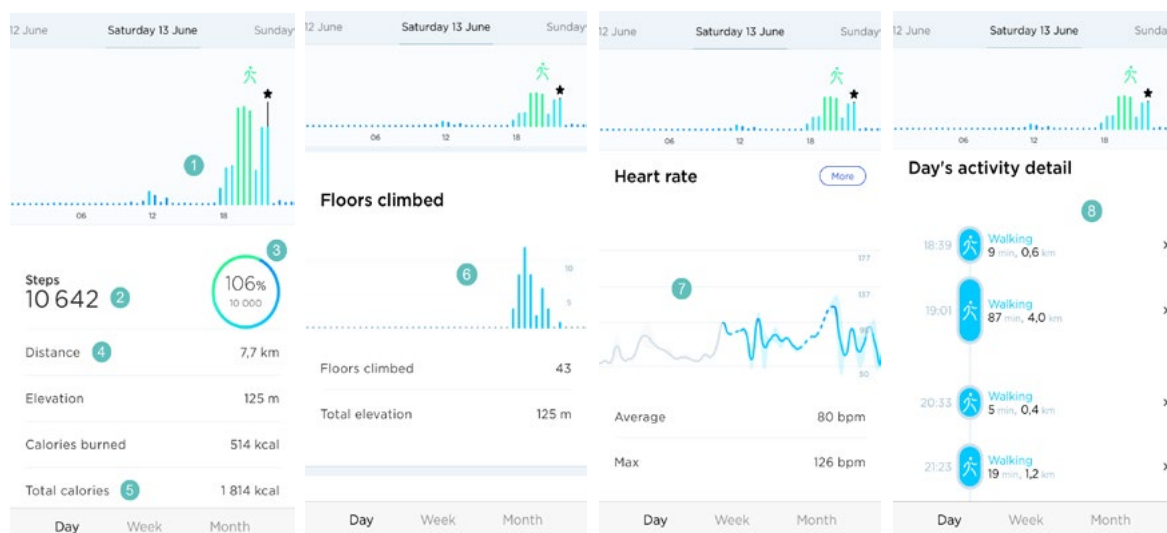 12 June Saturday 13 June Sunday
06 12 18
1
Steps
10 642
2
3
106%
10 000
Distance 4 7,7 km
Elevation 125 m
Calories burned 514 kcal
Total calories 5 1 814 kcal
Day Week Month
12 June Saturday 13 June Sunday
06 12 18
Floors climbed
6
10
5
Floors climbed 43
Total elevation 125 m
Day Week Month
12 June Saturday 13 June Sunday
06 12 18
Heart rate More
177
7
137
50
Average 80 bpm
Max 126 bpm
Day Week Month
12 June Saturday 13 June Sunda
06 12 18
Day's activity detail
8
18:39 Walking
9 min, 0,6 km
19:01 Walking
87 min, 4,0 km
20:33 Walking
5 min, 0,4 km
21:23 Walking
19 min, 1,2 km
Day Week Month